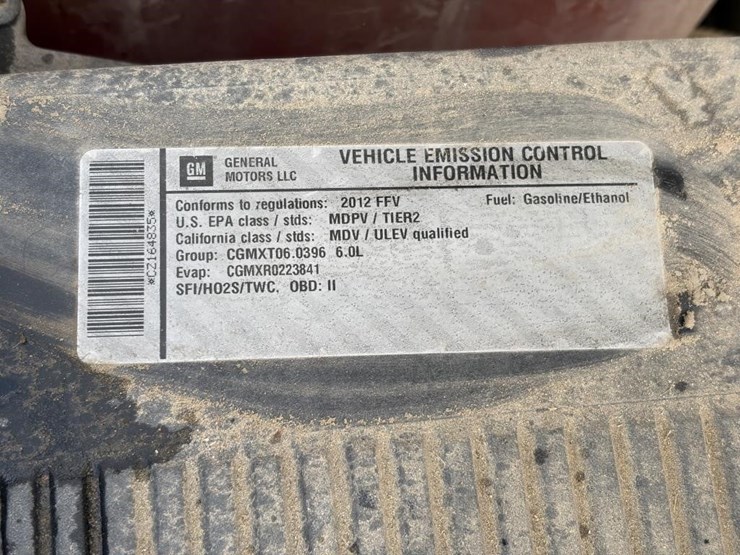 GM GENERAL MOTORS LLC
VEHICLE EMISSION CONTROL INFORMATION
Conforms to regulations: 2012 FFV
Fuel: Gasoline/Ethanol
U.S. EPA class / stds: MDPV / TIER2
California class / stds: MDV / ULEV qualified
Group: CGMXT06.0396 6.0L
Evap: CGMXR0223841
SFI/HO2S/TWC. OBD: II
*CZ164835*